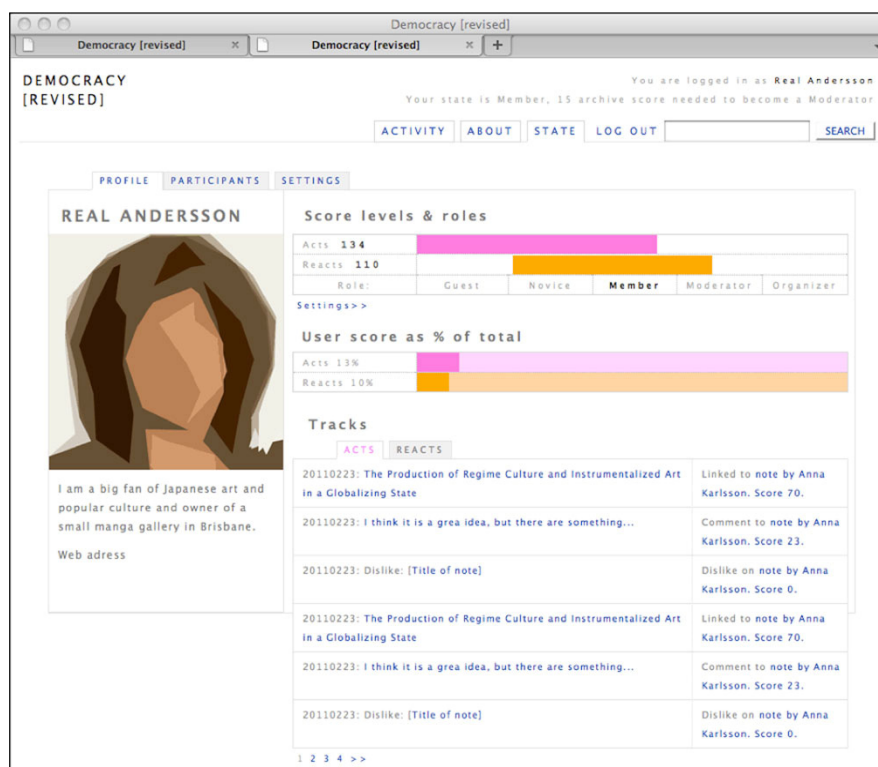 Democracy [revised]
Democracy [revised]
Democracy [revised]
DEMOCRACY
[REVISED]
You are logged in as Real Andersson
Your state is Member, 15 archive score needed to become a Moderator
ACTIVITY ABOUT STATE LOG OUT SEARCH
PROFILE PARTICIPANTS SETTINGS
REAL ANDERSSON
I am a big fan of Japanese art and
popular culture and owner of a
small manga gallery in Brisbane.
Web adress
Score levels & roles
Acts 134
Reacts 110
Role: Guest Novice Member Moderator Organizer
Settings>>
User score as % of total
Acts 13%
Reacts 10%
Tracks
ACTS REACTS
20110223: The Production of Regime Culture and Instrumentalized Art
in a Globalizing State
Linked to note by Anna
Karlsson. Score 70.
20110223: I think it is a grea idea, but there are something...
Comment to note by Anna
Karlsson. Score 23.
20110223: Dislike: [Title of note]
Dislike on note by Anna
Karlsson. Score 0.
20110223: The Production of Regime Culture and Instrumentalized Art
in a Globalizing State
Linked to note by Anna
Karlsson. Score 70.
20110223: I think it is a grea idea, but there are something...
Comment to note by Anna
Karlsson. Score 23.
20110223: Dislike: [Title of note]
Dislike on note by Anna
Karlsson. Score 0.
1 2 3 4 >>